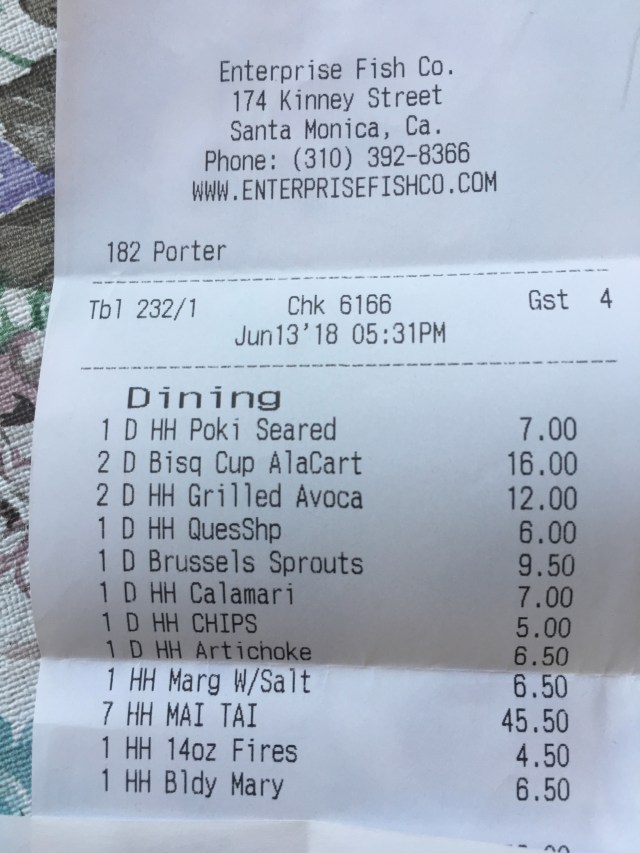 Enterprise Fish Co.
174 Kinney Street
Santa Monica, Ca.
Phone: (310) 392-8366
WWW.ENTERPRISEFISHCO.COM
182 Porter
Tbl 232/1 Chk 6166 Gst 4
Jun13'18 05:31PM
Dining
1 D HH Poki Seared 7.00
2 D Bisq Cup AlaCart 16.00
2 D HH Grilled Avoca 12.00
1 D HH QuesShp 6.00
1 D Brussels Sprouts 9.50
1 D HH Calamari 7.00
1 D HH CHIPS 5.00
1 D HH Artichoke 6.50
1 HH Marg W/Salt 6.50
7 HH MAI TAI 45.50
1 HH 14oz Fires 4.50
1 HH Bldy Mary 6.50